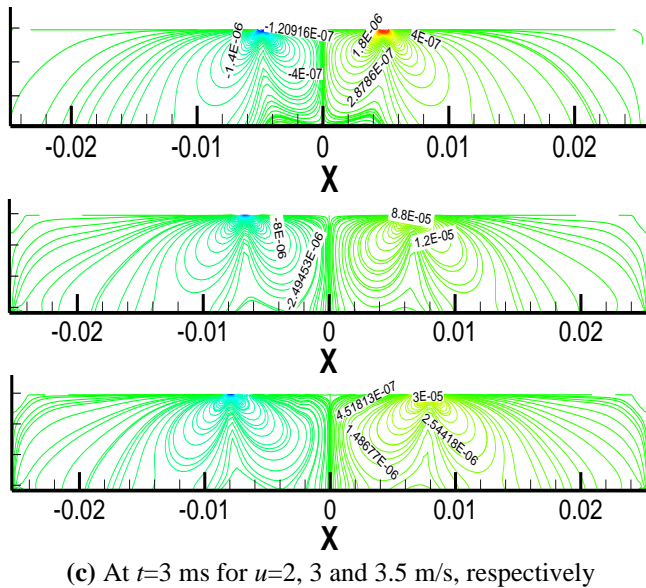 -1.4E-06
-1.20916E-07
1.8E-06
4E-07
-4E-07
2.8786E-07
-0.02 -0.01 0 0.01 0.02
X
-8E-06
-2.49453E-06
8.8E-05
1.2E-05
-0.02 -0.01 0 0.01 0.02
X
4.51813E-07
3E-05
1.48677E-06
2.54418E-06
-0.02 -0.01 0 0.01 0.02
X
(c) At t=3 ms for u=2, 3 and 3.5 m/s, respectively